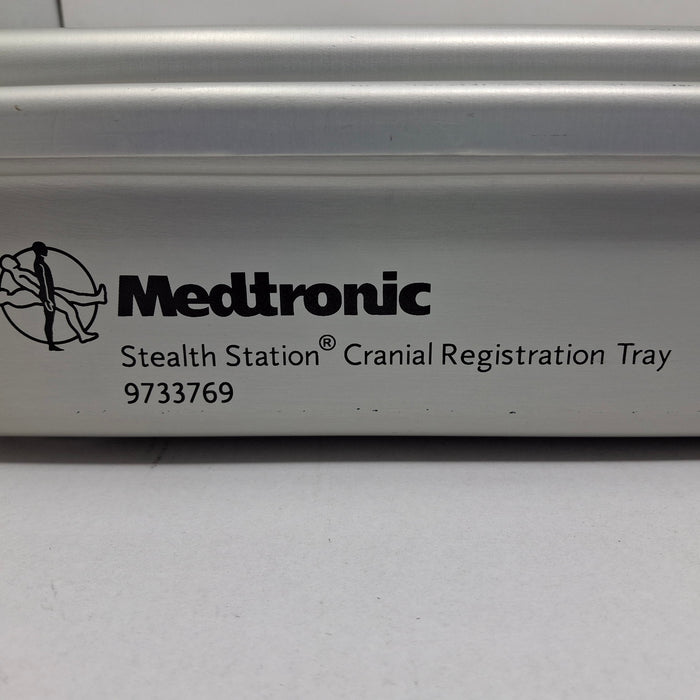 Medtronic
Stealth Station® Cranial Registration Tray
9733769